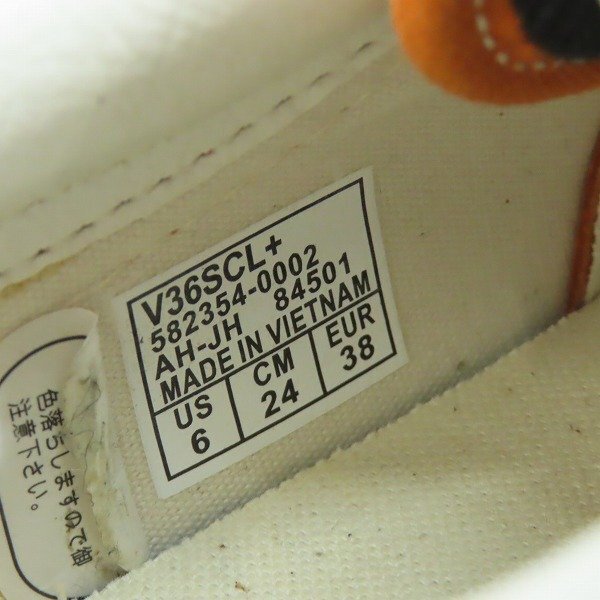 V36SCL+
582354-0002
AH-JH 84501
MADE IN VIETNAM
US CM EUR
6 24 38
色落ちしますので御
注意下さい。